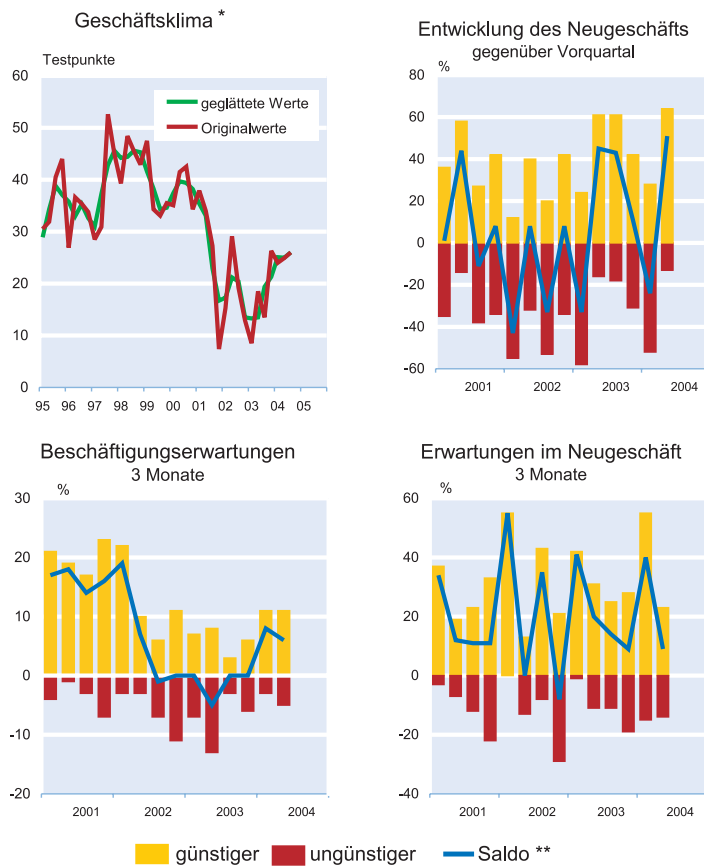 Geschäftsklima *
Testpunkte
60
50
40
30
20
10
0
geglättete Werte
Originalwerte
95 96 97 98 99 00 01 02 03 04 05
Entwicklung des Neugeschäfts
gegenüber Vorquartal
%
80
60
40
20
0
-20
-40
-60
2001 2002 2003 2004
Beschäftigungserwartungen
3 Monate
%
30
20
10
0
-10
-20
2001 2002 2003 2004
Erwartungen im Neugeschäft
3 Monate
%
60
40
20
0
-20
-40
2001 2002 2003 2004
günstiger ungünstiger Saldo **